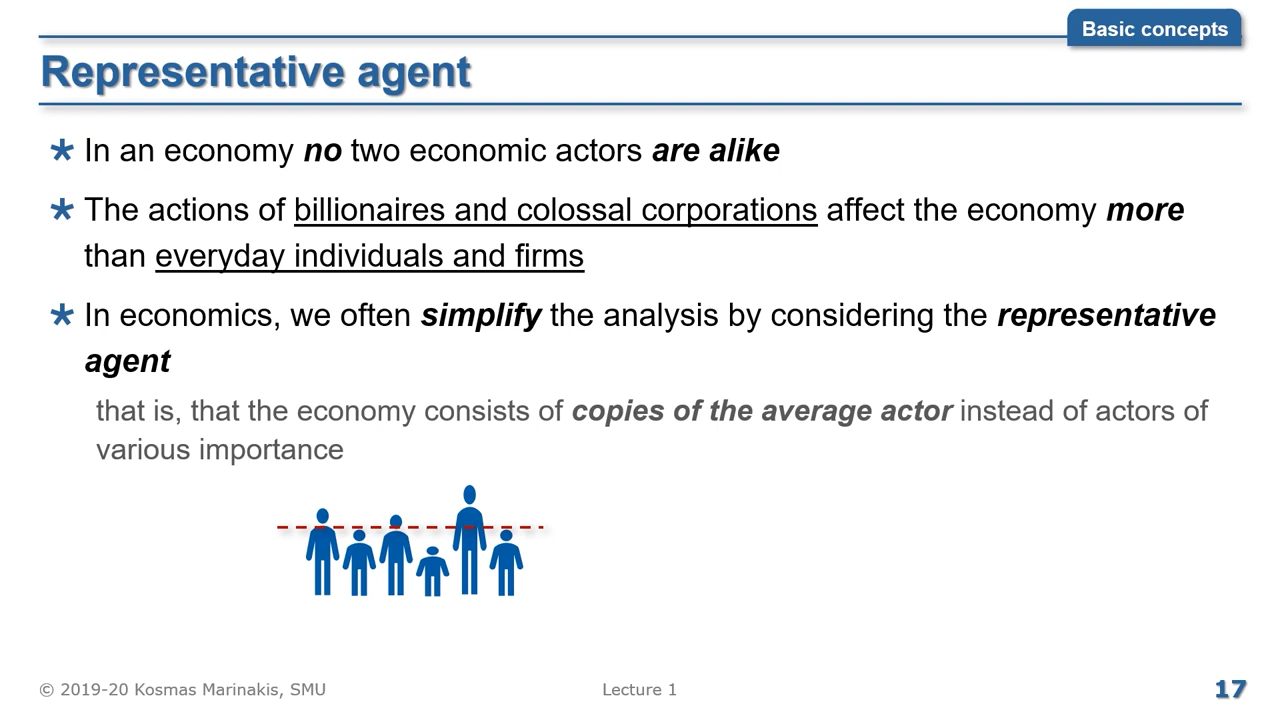 Basic concepts
Representative agent
* In an economy no two economic actors are alike
* The actions of billionaires and colossal corporations affect the economy more
than everyday individuals and firms
* In economics, we often simplify the analysis by considering the representative
agent
that is, that the economy consists of copies of the average actor instead of actors of
various importance
© 2019-20 Kosmas Marinakis, SMU
Lecture 1
17